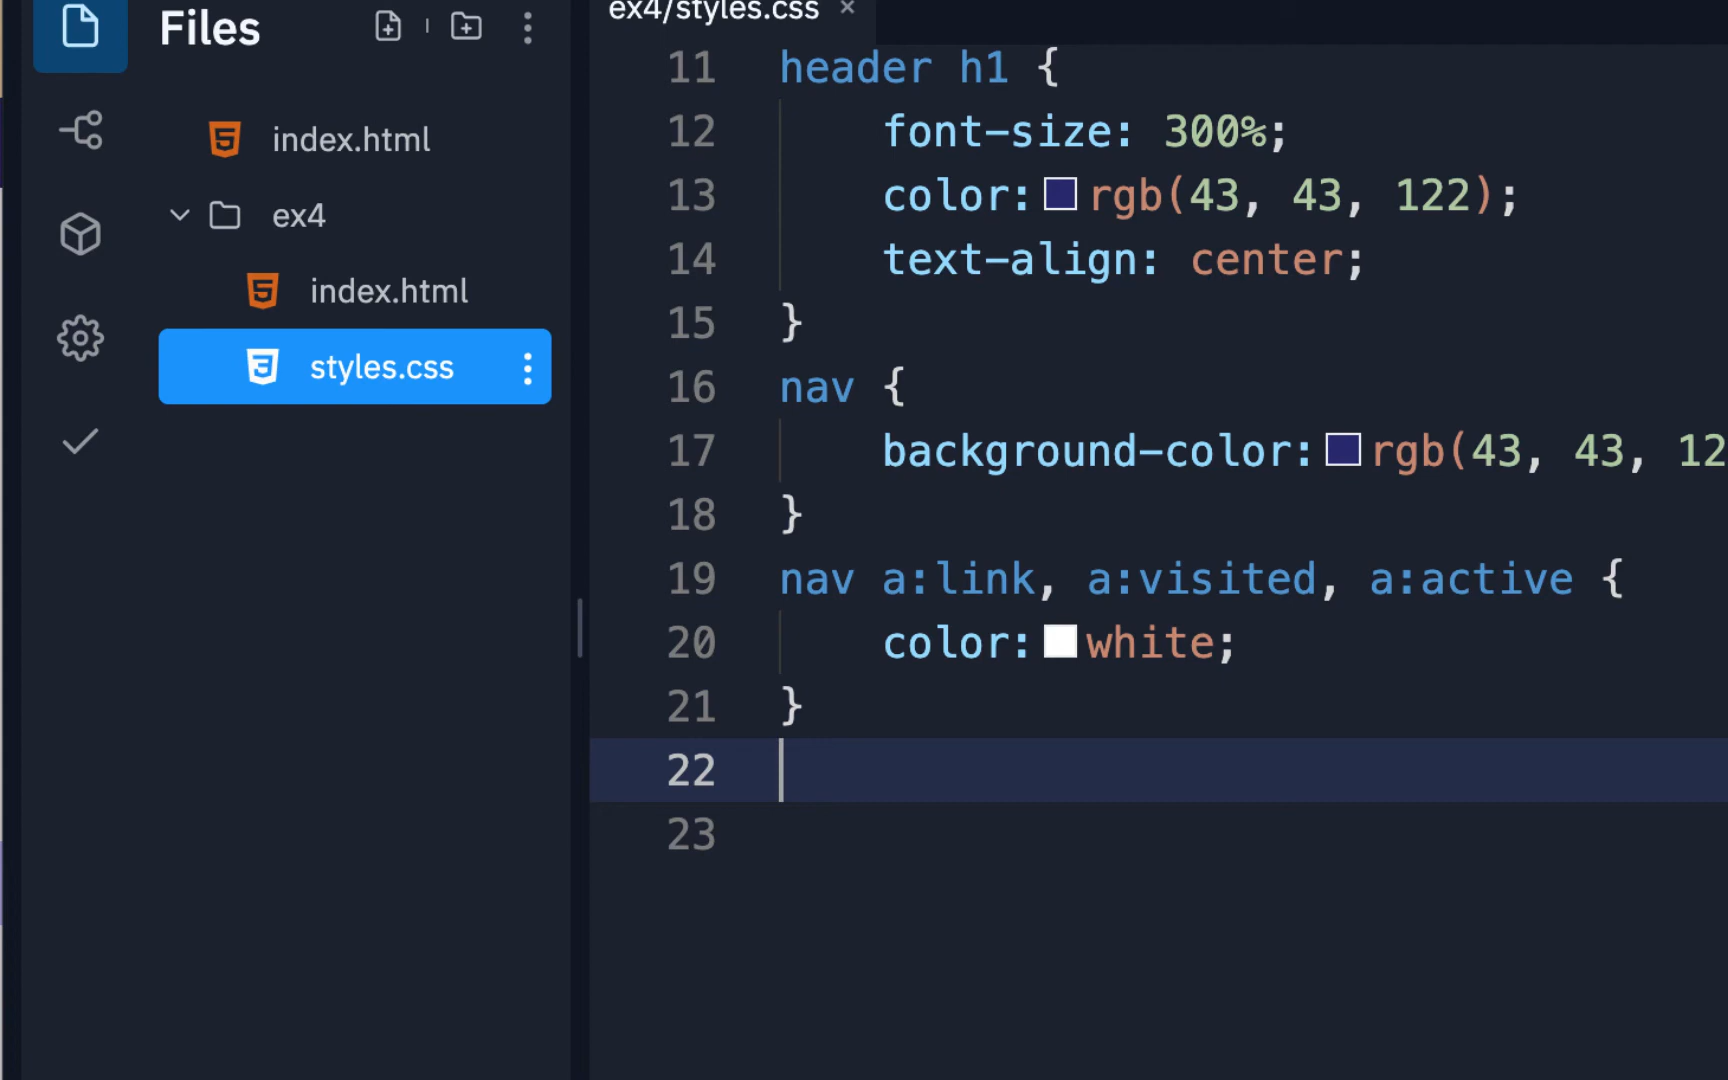 Files
index.html
ex4
index.html
styles.css
ex4/styles.css ×
11 header h1 {
12 font-size: 300%;
13 color: rgb(43, 43, 122);
14 text-align: center;
15 }
16 nav {
17 background-color: rgb(43, 43, 12
18 }
19 nav a:link, a:visited, a:active {
20 color: white;
21 }
22
23